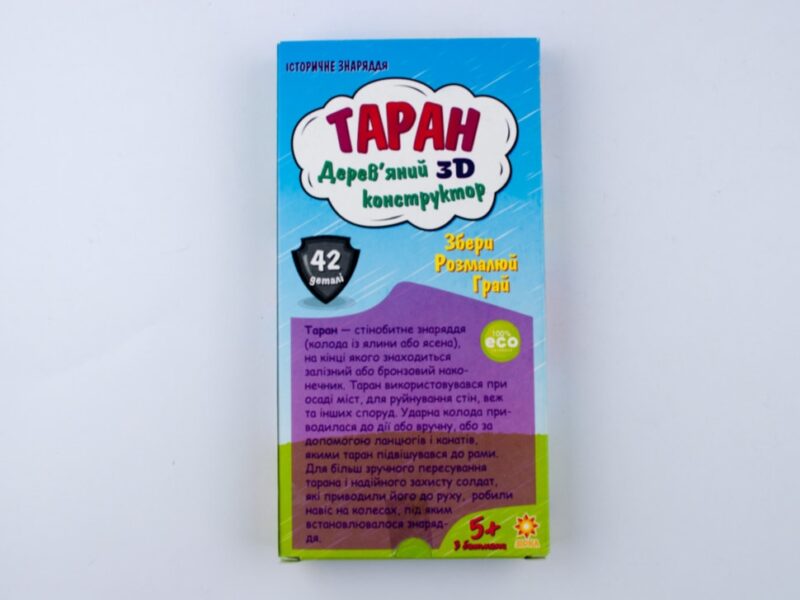 ІСТОРИЧНЕ ЗНАРЯДДЯ
ТАРАН
Дерев'яний 3D
конструктор
Збери
Розмалюй
Грай
42
деталі
100%
eco
Таран — стінобитне знаряддя
(колода із ялини або ясена),
на кінці якого знаходиться
залізний або бронзовий нако-
нечник. Таран використовувався при
осаді міст, для руйнування стін, веж
та інших споруд. Ударна колода при-
водилася до дії або вручну, або за
допомогою ланцюгів і канатів,
якими таран підвішувався до рами.
Для більш зручного пересування
тарана і надійного захисту солдат,
які приводили його до руху, робили
навіс на колесах, під яким
встановлювалося знаряд-
дя.
5+
З батьками